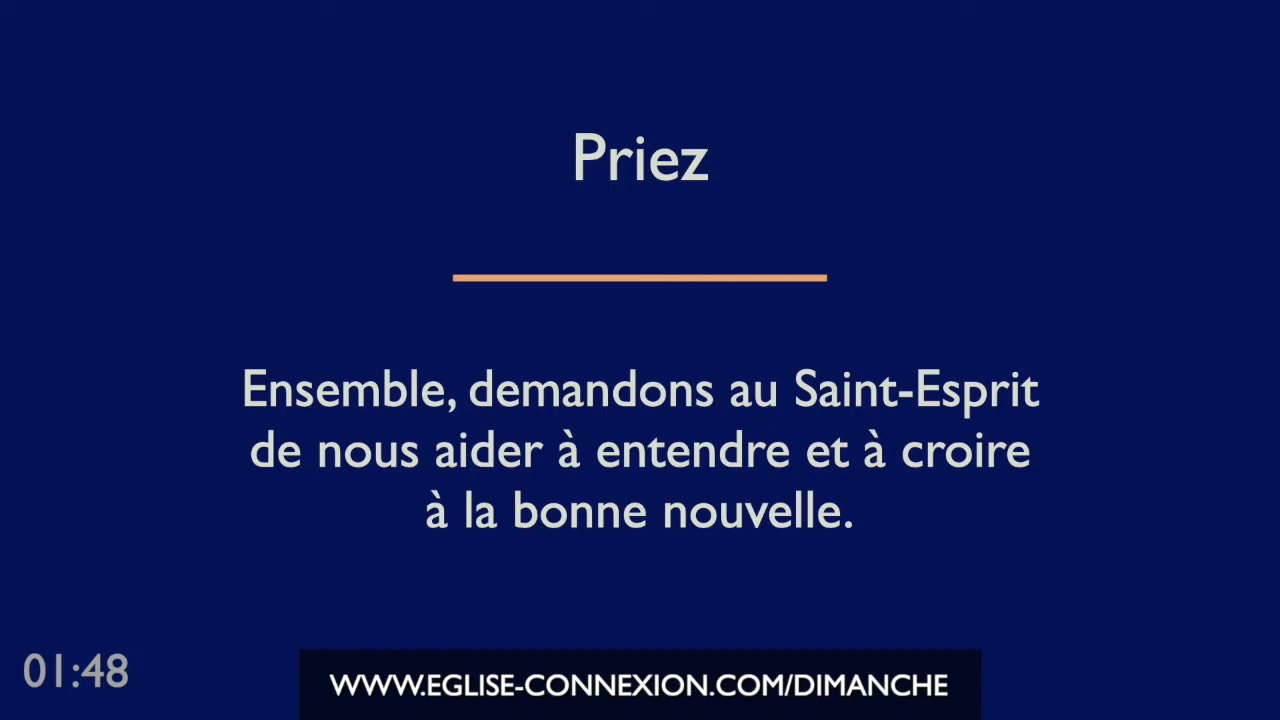 Priez
Ensemble, demandons au Saint-Esprit
de nous aider à entendre et à croire
à la bonne nouvelle.
01:48
WWW.EGLISE-CONNEXION.COM/DIMANCHE